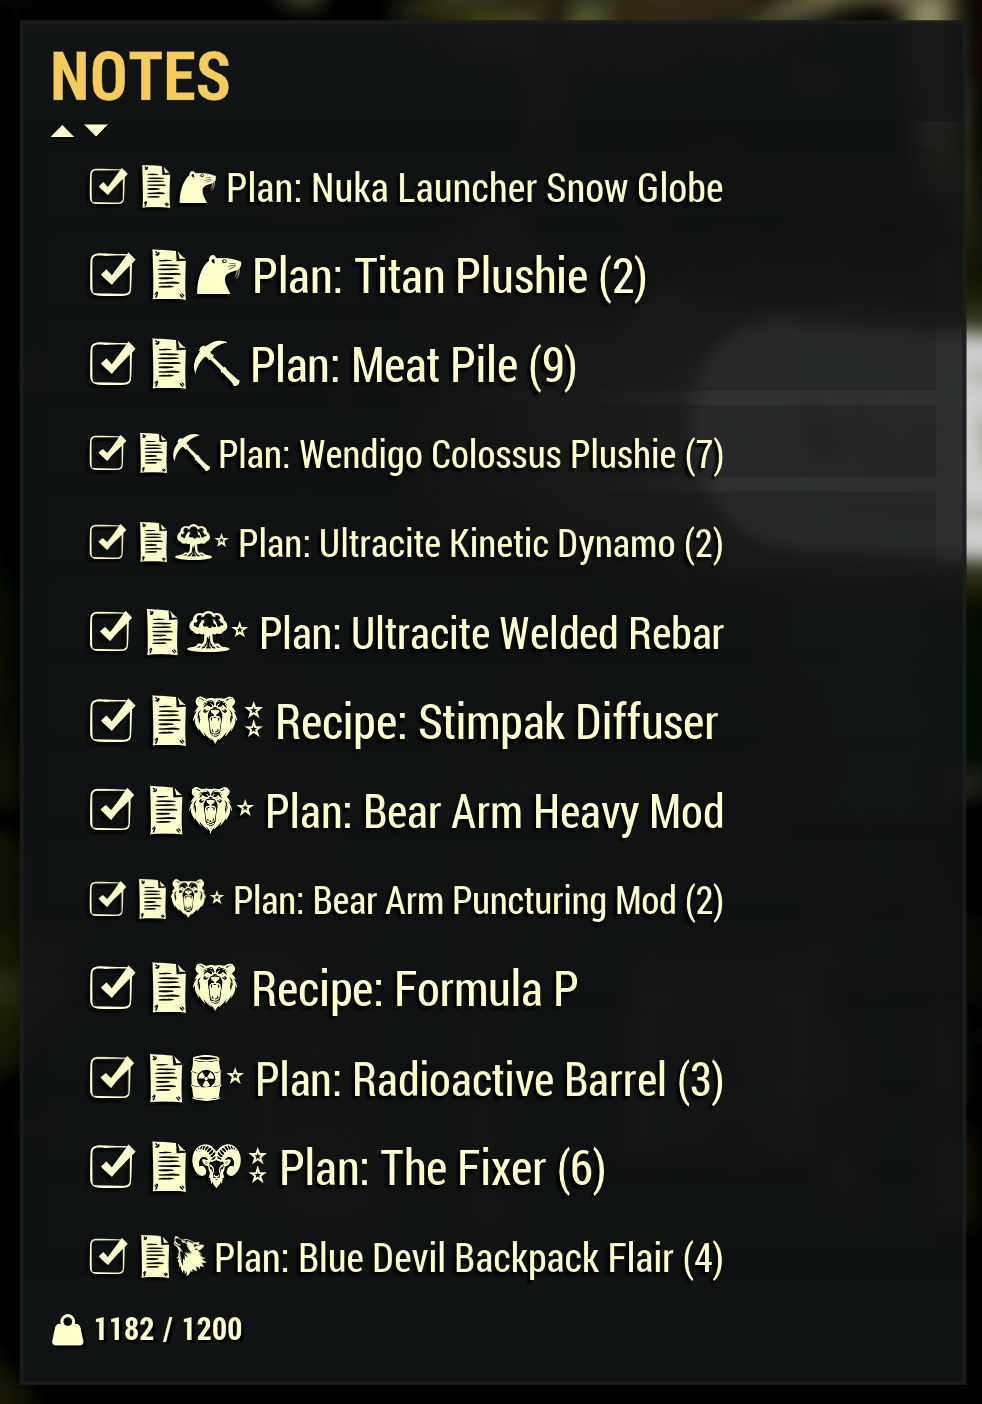 NOTES
Plan: Nuka Launcher Snow Globe
Plan: Titan Plushie (2)
Plan: Meat Pile (9)
Plan: Wendigo Colossus Plushie (7)
Plan: Ultracite Kinetic Dynamo (2)
Plan: Ultracite Welded Rebar
Recipe: Stimpak Diffuser
Plan: Bear Arm Heavy Mod
Plan: Bear Arm Puncturing Mod (2)
Recipe: Formula P
Plan: Radioactive Barrel (3)
Plan: The Fixer (6)
Plan: Blue Devil Backpack Flair (4)
1182 / 1200